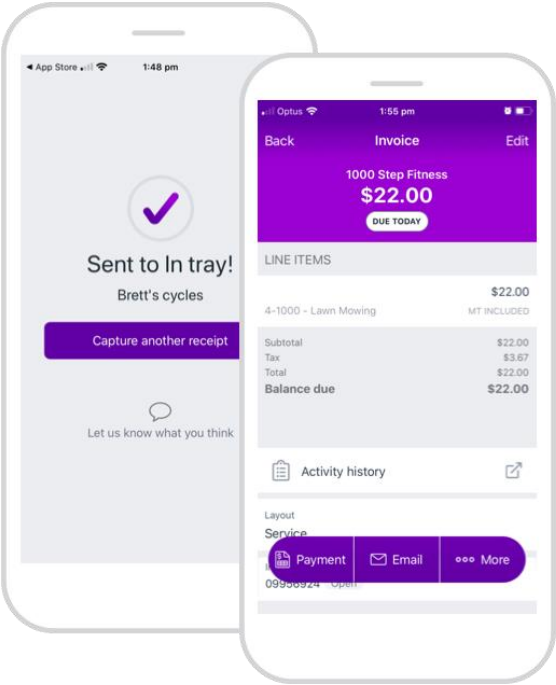 App Store
1:48 pm
Sent to In tray!
Brett's cycles
Capture another receipt
Let us know what you think
Optus
1:55 pm
Back Invoice Edit
1000 Step Fitness
$22.00
DUE TODAY
LINE ITEMS
$22.00
4-1000 - Lawn Mowing MT INCLUDED
Subtotal $22.00
Tax $3.67
Total $22.00
Balance due $22.00
Activity history
Layout
Service
Payment Email ooo More
09956924 Open